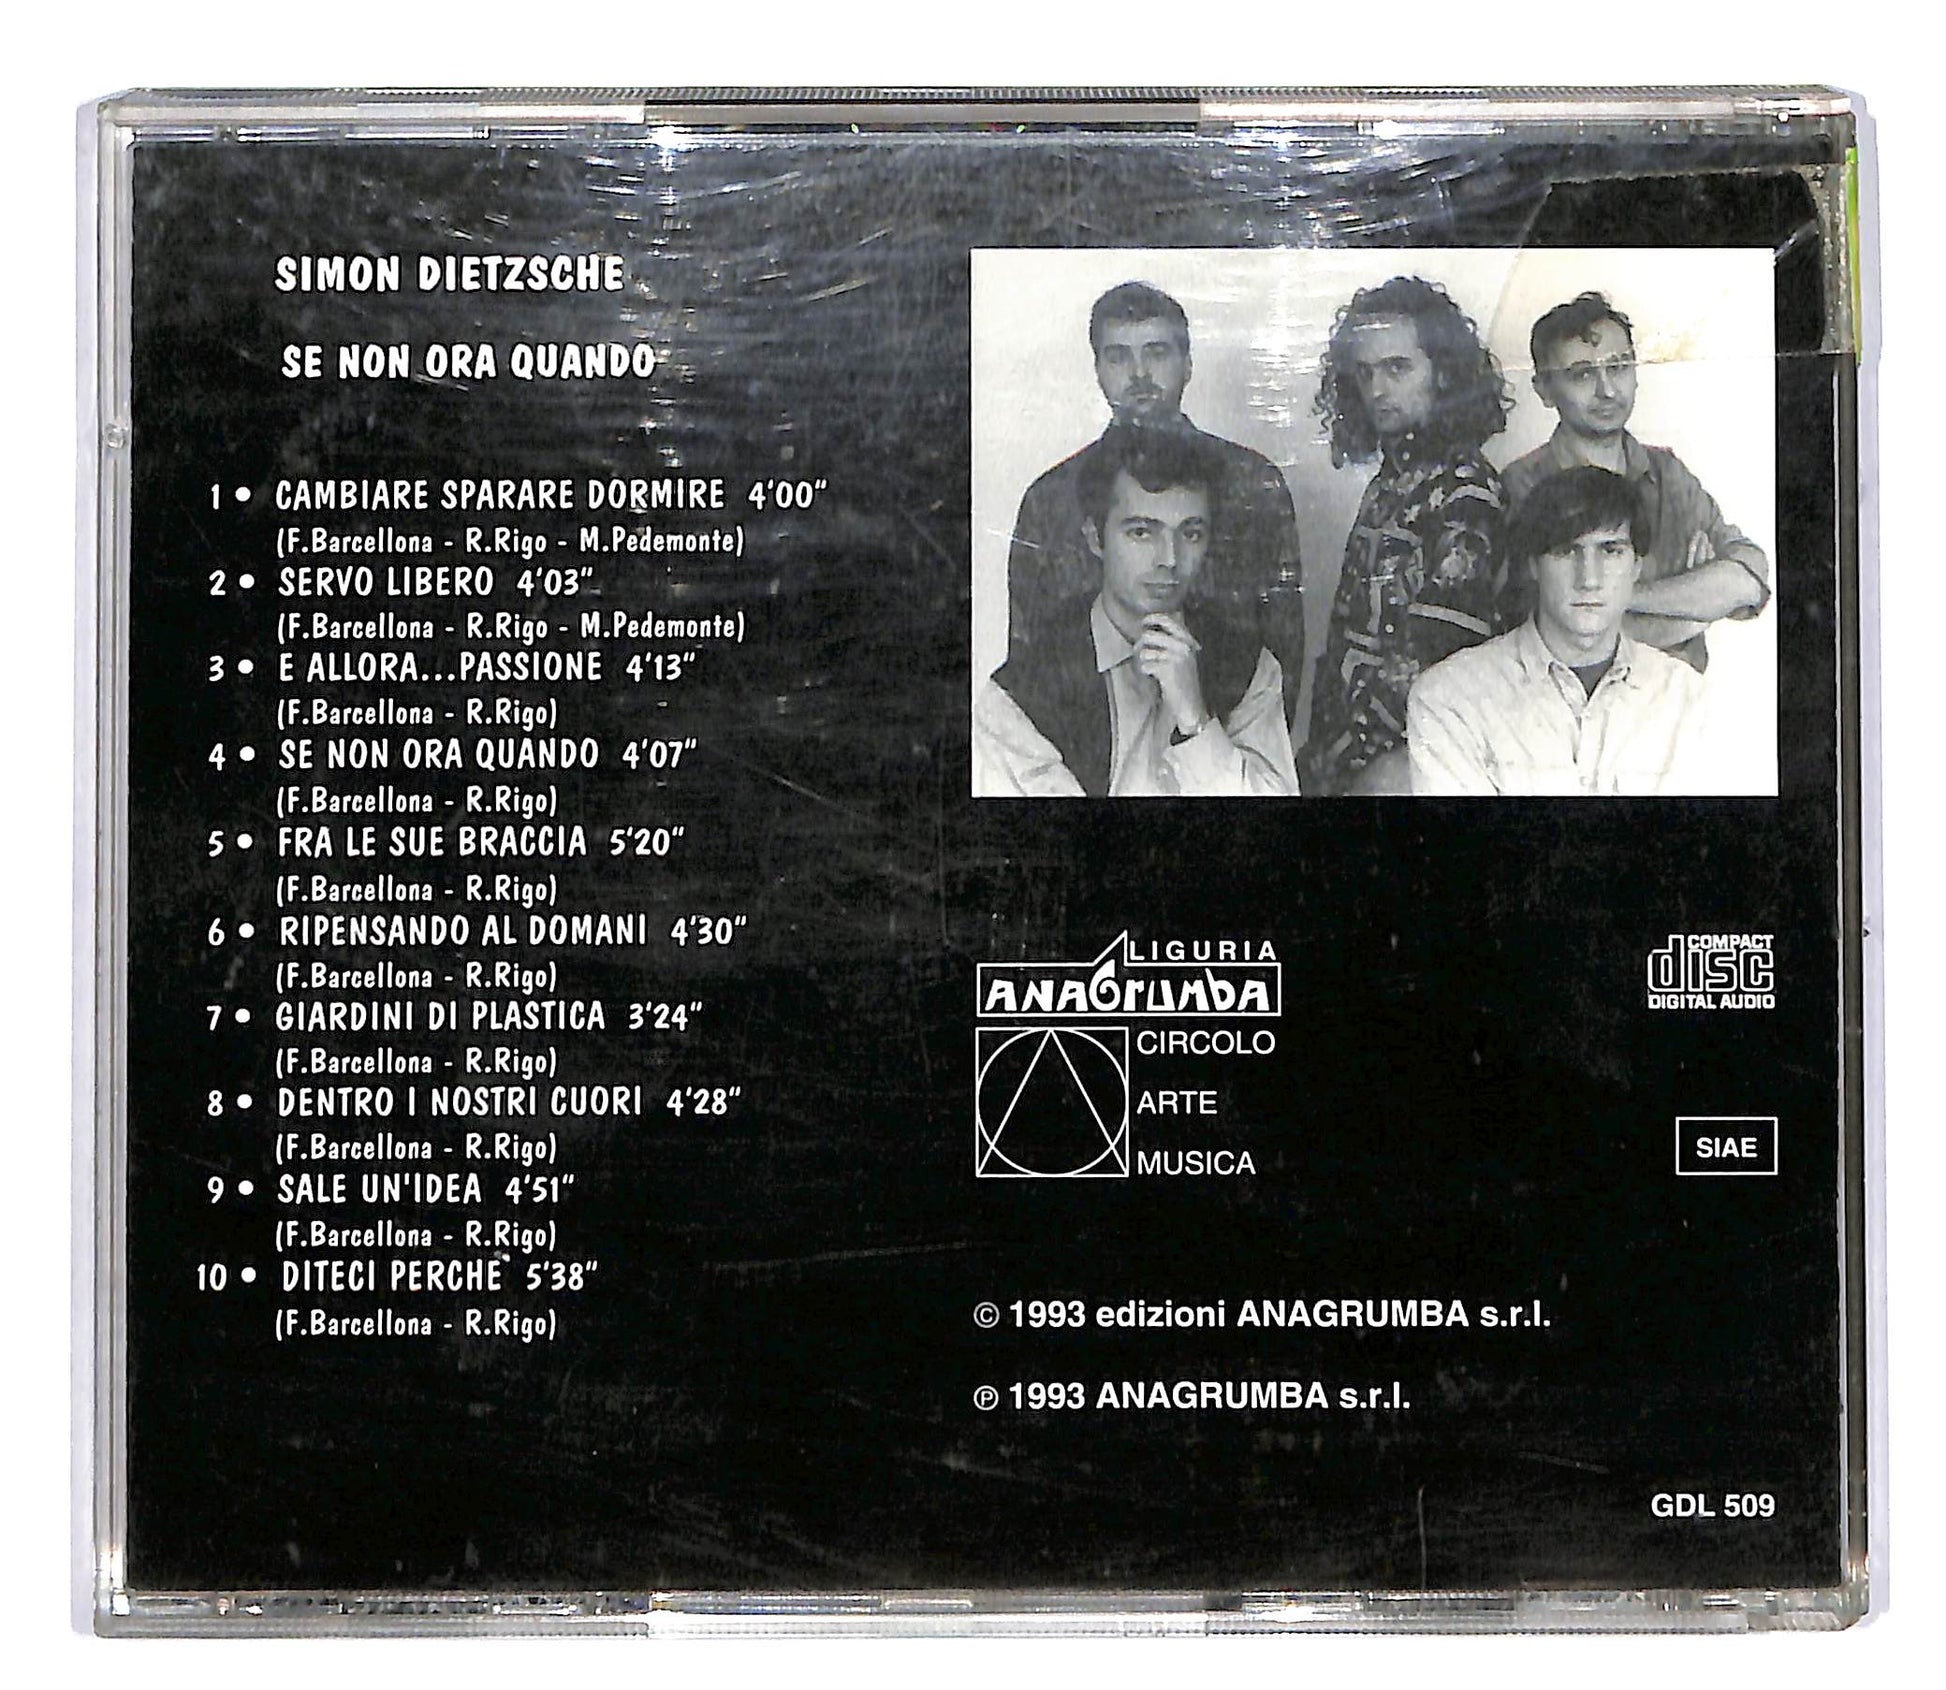 SIMON DIETZSCHE
SE NON ORA QUANDO
1 • CAMBIARE SPARARE DORMIRE 4'00"
(F.Barcellona - R.Rigo - M.Pedemonte)
2 • SERVO LIBERO 4'03"
(F.Barcellona - R.Rigo - M.Pedemonte)
3 • E ALLORA...PASSIONE 4'13"
(F.Barcellona - R.Rigo)
4 • SE NON ORA QUANDO 4'07"
(F.Barcellona - R.Rigo)
5 • FRA LE SUE BRACCIA 5'20"
(F.Barcellona - R.Rigo)
6 • RIPENSANDO AL DOMANI 4'30"
(F.Barcellona - R.Rigo)
7 • GIARDINI DI PLASTICA 3'24"
(F.Barcellona - R.Rigo)
8 • DENTRO I NOSTRI CUORI 4'28"
(F.Barcellona - R.Rigo)
9 • SALE UN'IDEA 4'51"
(F.Barcellona - R.Rigo)
10 • DITECI PERCHE` 5'38"
(F.Barcellona - R.Rigo)
LIGURIA
ANAGrUMbA
CIRCOLO
ARTE
MUSICA
COMPACT
disc
DIGITAL AUDIO
SIAE
© 1993 edizioni ANAGRUMBA s.r.l.
℗ 1993 ANAGRUMBA s.r.l.
GDL 509